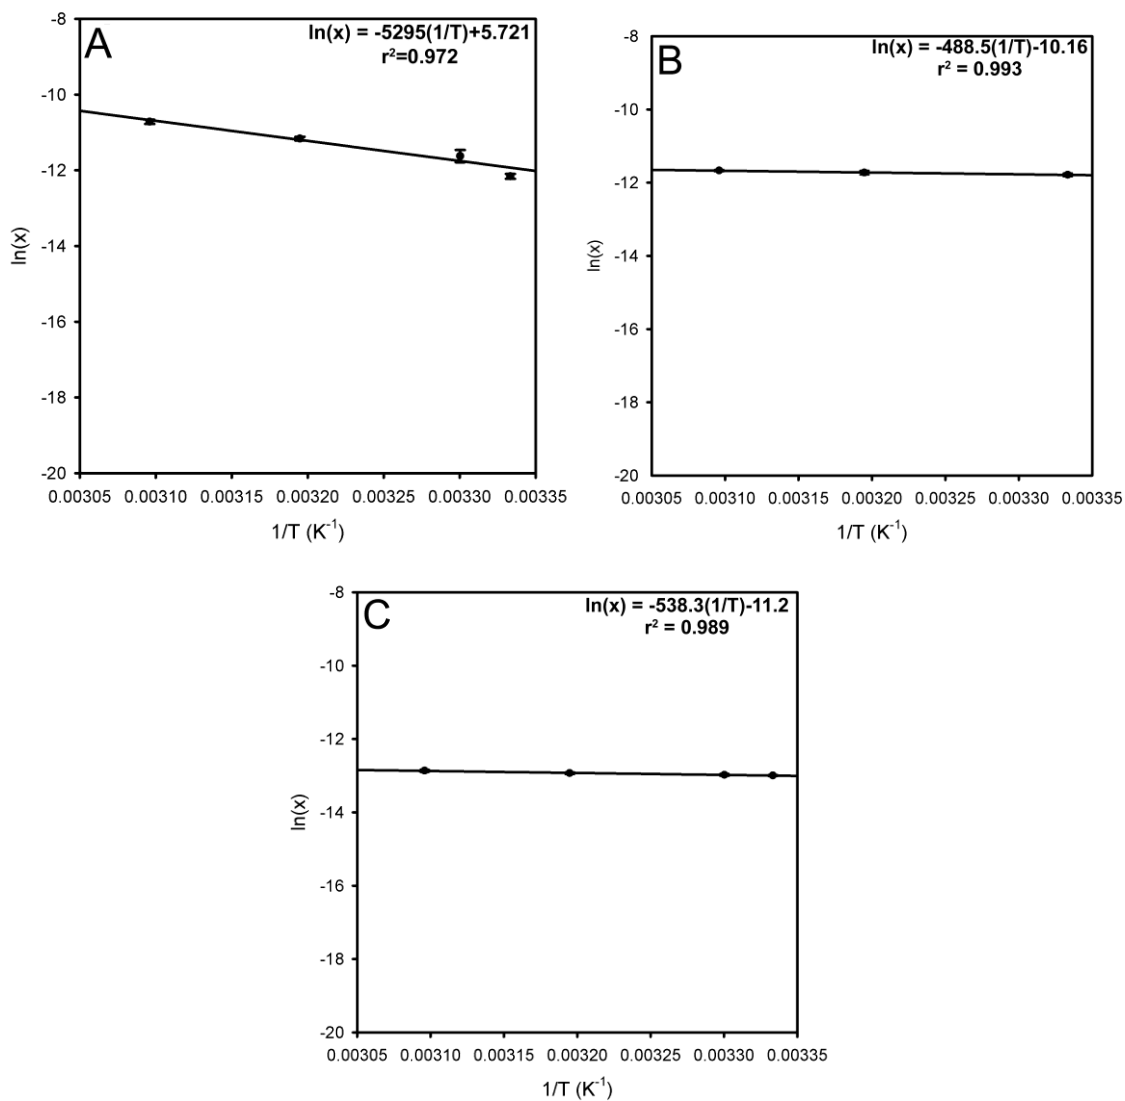 A
ln(x) = -5295(1/T)+5.721
r²=0.972
-8
-10
-12
-14
-16
-18
-20
ln(x)
0.00305 0.00310 0.00315 0.00320 0.00325 0.00330 0.00335
1/T (K⁻¹)
B
ln(x) = -488.5(1/T)-10.16
r² = 0.993
-8
-10
-12
-14
-16
-18
-20
ln(x)
0.00305 0.00310 0.00315 0.00320 0.00325 0.00330 0.00335
1/T (K⁻¹)
C
ln(x) = -538.3(1/T)-11.2
r² = 0.989
-8
-10
-12
-14
-16
-18
-20
ln(x)
0.00305 0.00310 0.00315 0.00320 0.00325 0.00330 0.00335
1/T (K⁻¹)